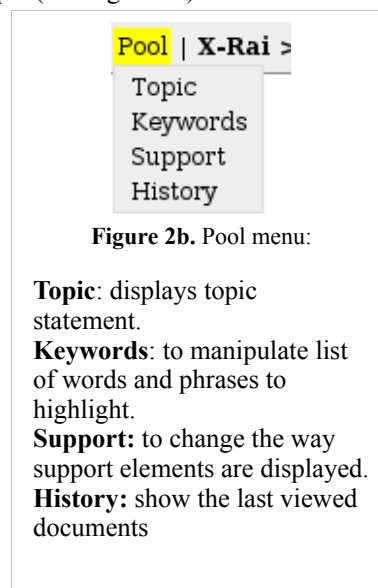 Pool | X-Rai >
Topic
Keywords
Support
History
Figure 2b. Pool menu:
Topic: displays topic
statement.
Keywords: to manipulate list
of words and phrases to
highlight.
Support: to change the way
support elements are displayed.
History: show the last viewed
documents